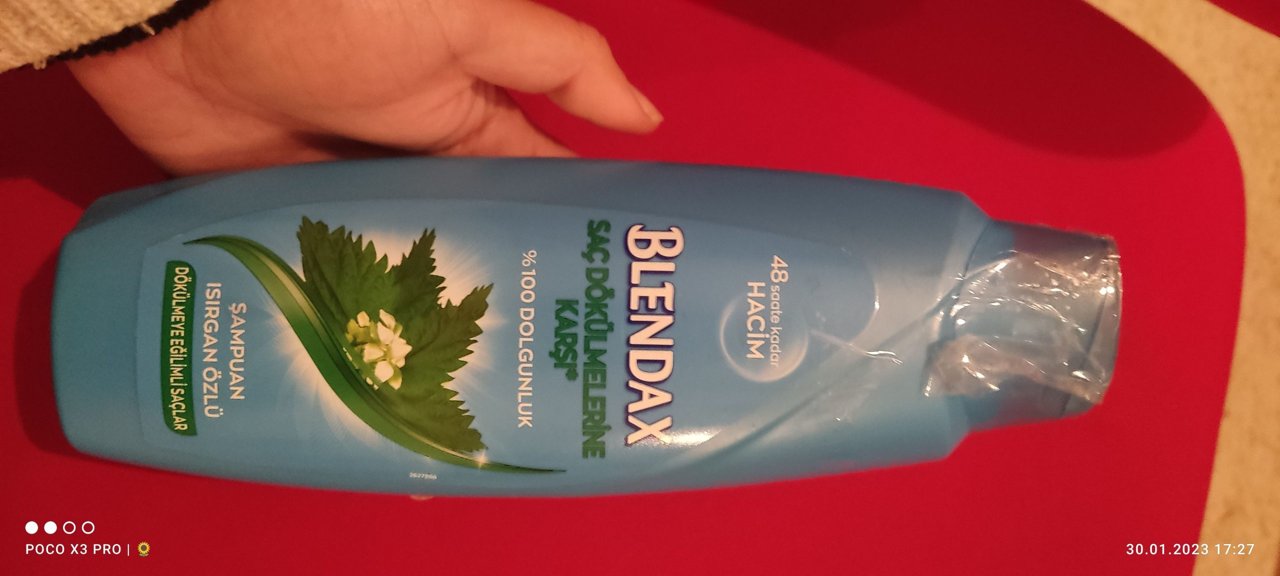 48 saate kadar
HACİM
BLENDAX
SAÇ DÖKÜLMELERİNE
KARŞI*
%100 DOLGUNLUK
ŞAMPUAN
ISIRGAN ÖZLÜ
DÖKÜLMEYE EĞİLİMLİ SAÇLAR
POCO X3 PRO |
30.01.2023 17:27